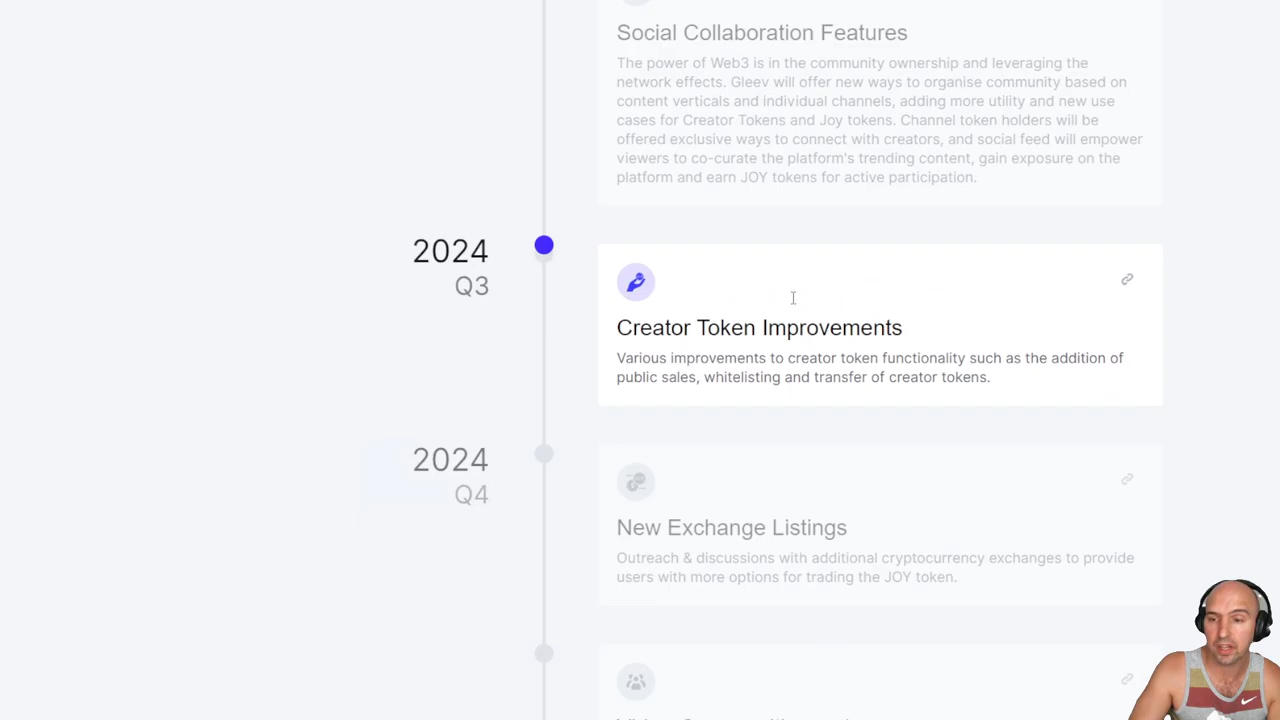 Social Collaboration Features
The power of Web3 is in the community ownership and leveraging the
network effects. Gleev will offer new ways to organise community based on
content verticals and individual channels, adding more utility and new use
cases for Creator Tokens and Joy tokens. Channel token holders will be
offered exclusive ways to connect with creators, and social feed will empower
viewers to co-curate the platform's trending content, gain exposure on the
platform and earn JOY tokens for active participation.
2024
Q3
Creator Token Improvements
Various improvements to creator token functionality such as the addition of
public sales, whitelisting and transfer of creator tokens.
2024
Q4
New Exchange Listings
Outreach & discussions with additional cryptocurrency exchanges to provide
users with more options for trading the JOY token.